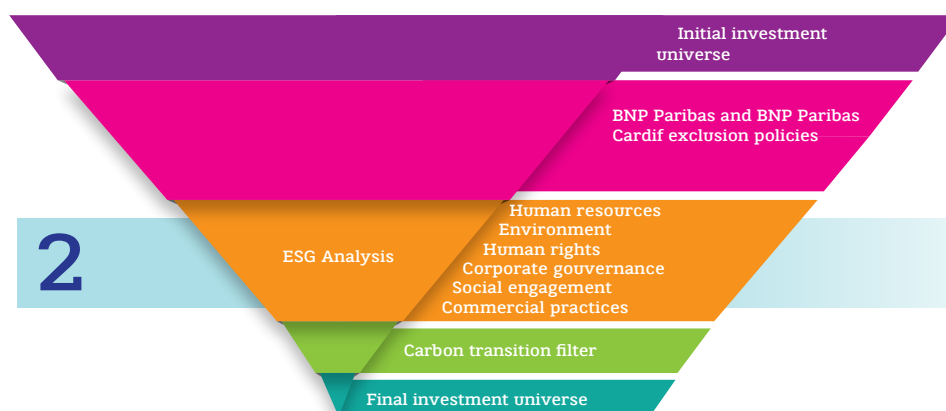 Initial investment
universe
BNP Paribas and BNP Paribas
Cardif exclusion policies
2
ESG Analysis
Human resources
Environment
Human rights
Corporate gouvernance
Social engagement
Commercial practices
Carbon transition filter
Final investment universe